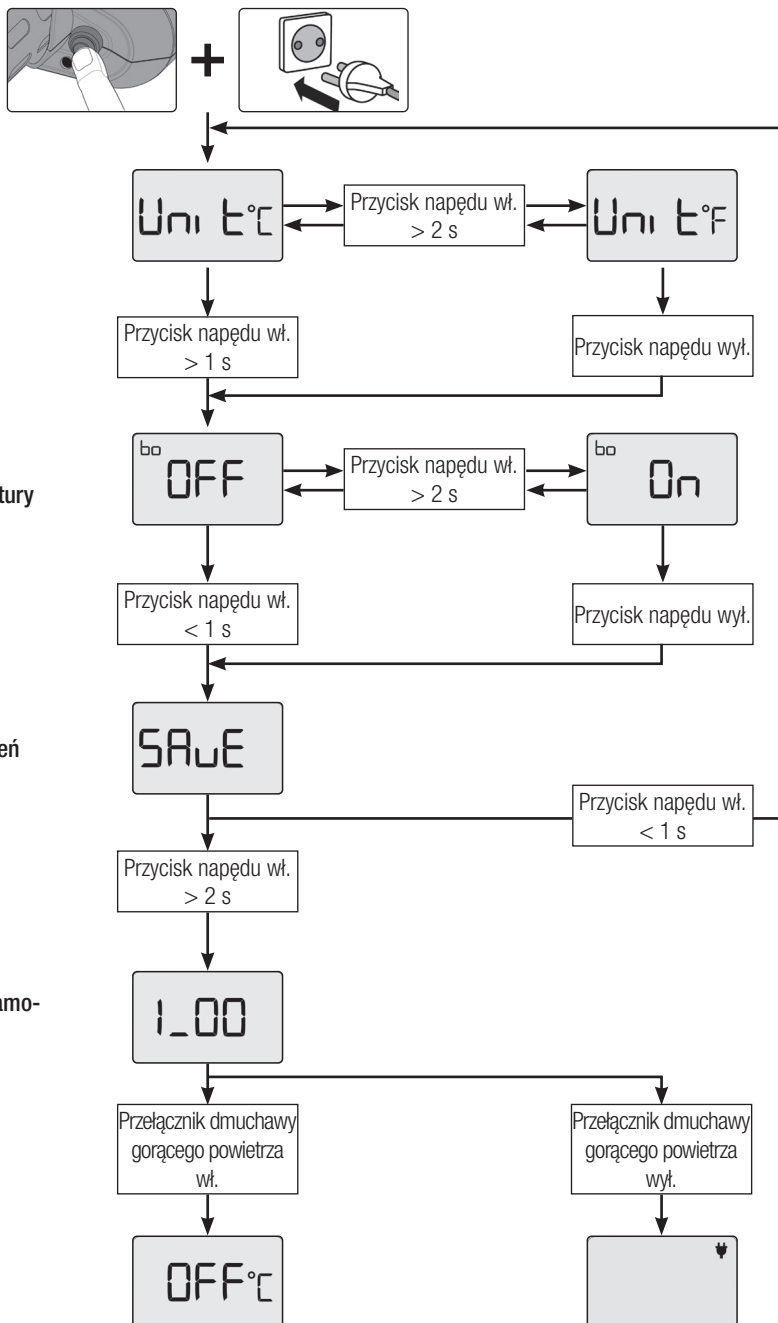 +
Unit°C
Przycisk napędu wł.
> 2 s
Unit°F
Przycisk napędu wł.
> 1 s
Przycisk napędu wył.
tury
bo
OFF
Przycisk napędu wł.
> 2 s
bo
On
Przycisk napędu wł.
< 1 s
Przycisk napędu wył.
eń
SAvE
Przycisk napędu wł.
< 1 s
Przycisk napędu wł.
> 2 s
amo-
1_00
Przełącznik dmuchawy
gorącego powietrza
wł.
Przełącznik dmuchawy
gorącego powietrza
wył.
OFF°C